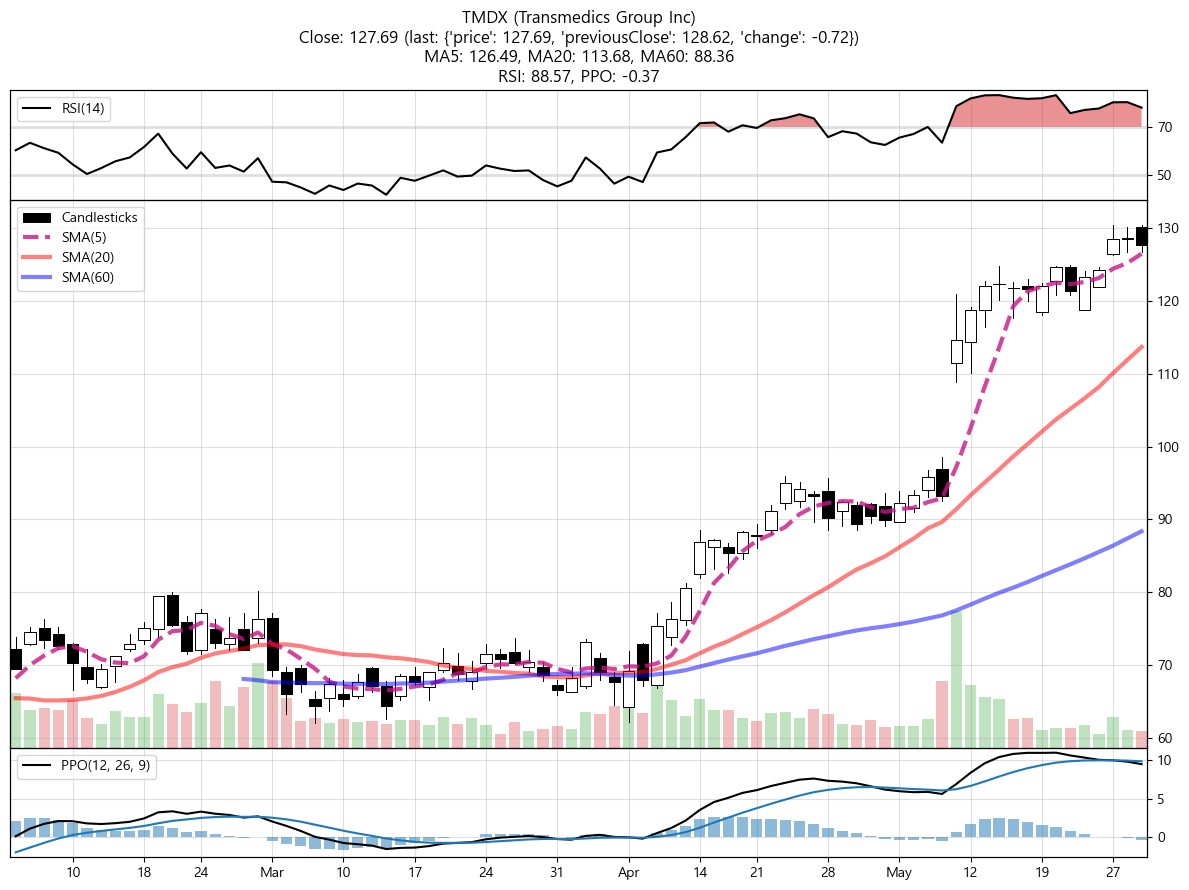 TMDX (Transmedics Group Inc)
Close: 127.69 (last: {'price': 127.69, 'previousClose': 128.62, 'change': -0.72})
MA5: 126.49, MA20: 113.68, MA60: 88.36
RSI: 88.57, PPO: -0.37
RSI(14)
70
50
Candlesticks
SMA(5)
SMA(20)
SMA(60)
130
120
110
100
90
80
70
60
PPO(12, 26, 9)
10
5
0
10 18 24 Mar 10 17 24 31 Apr 14 21 28 May 12 19 27